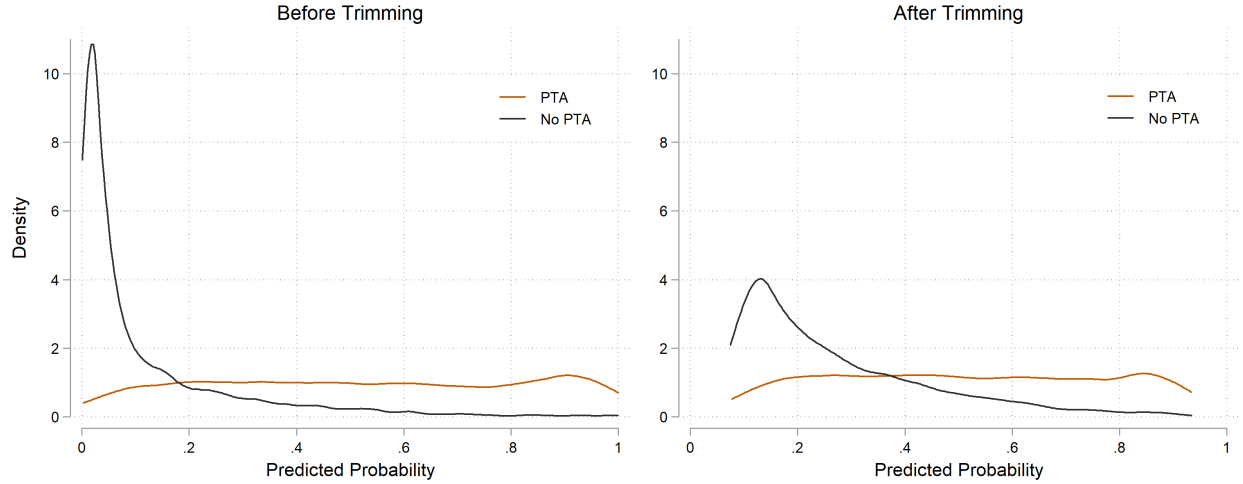 Before Trimming
After Trimming
Density
10
8
6
4
2
0
PTA
No PTA
0 .2 .4 .6 .8 1
Predicted Probability
10
8
6
4
2
0
PTA
No PTA
0 .2 .4 .6 .8 1
Predicted Probability